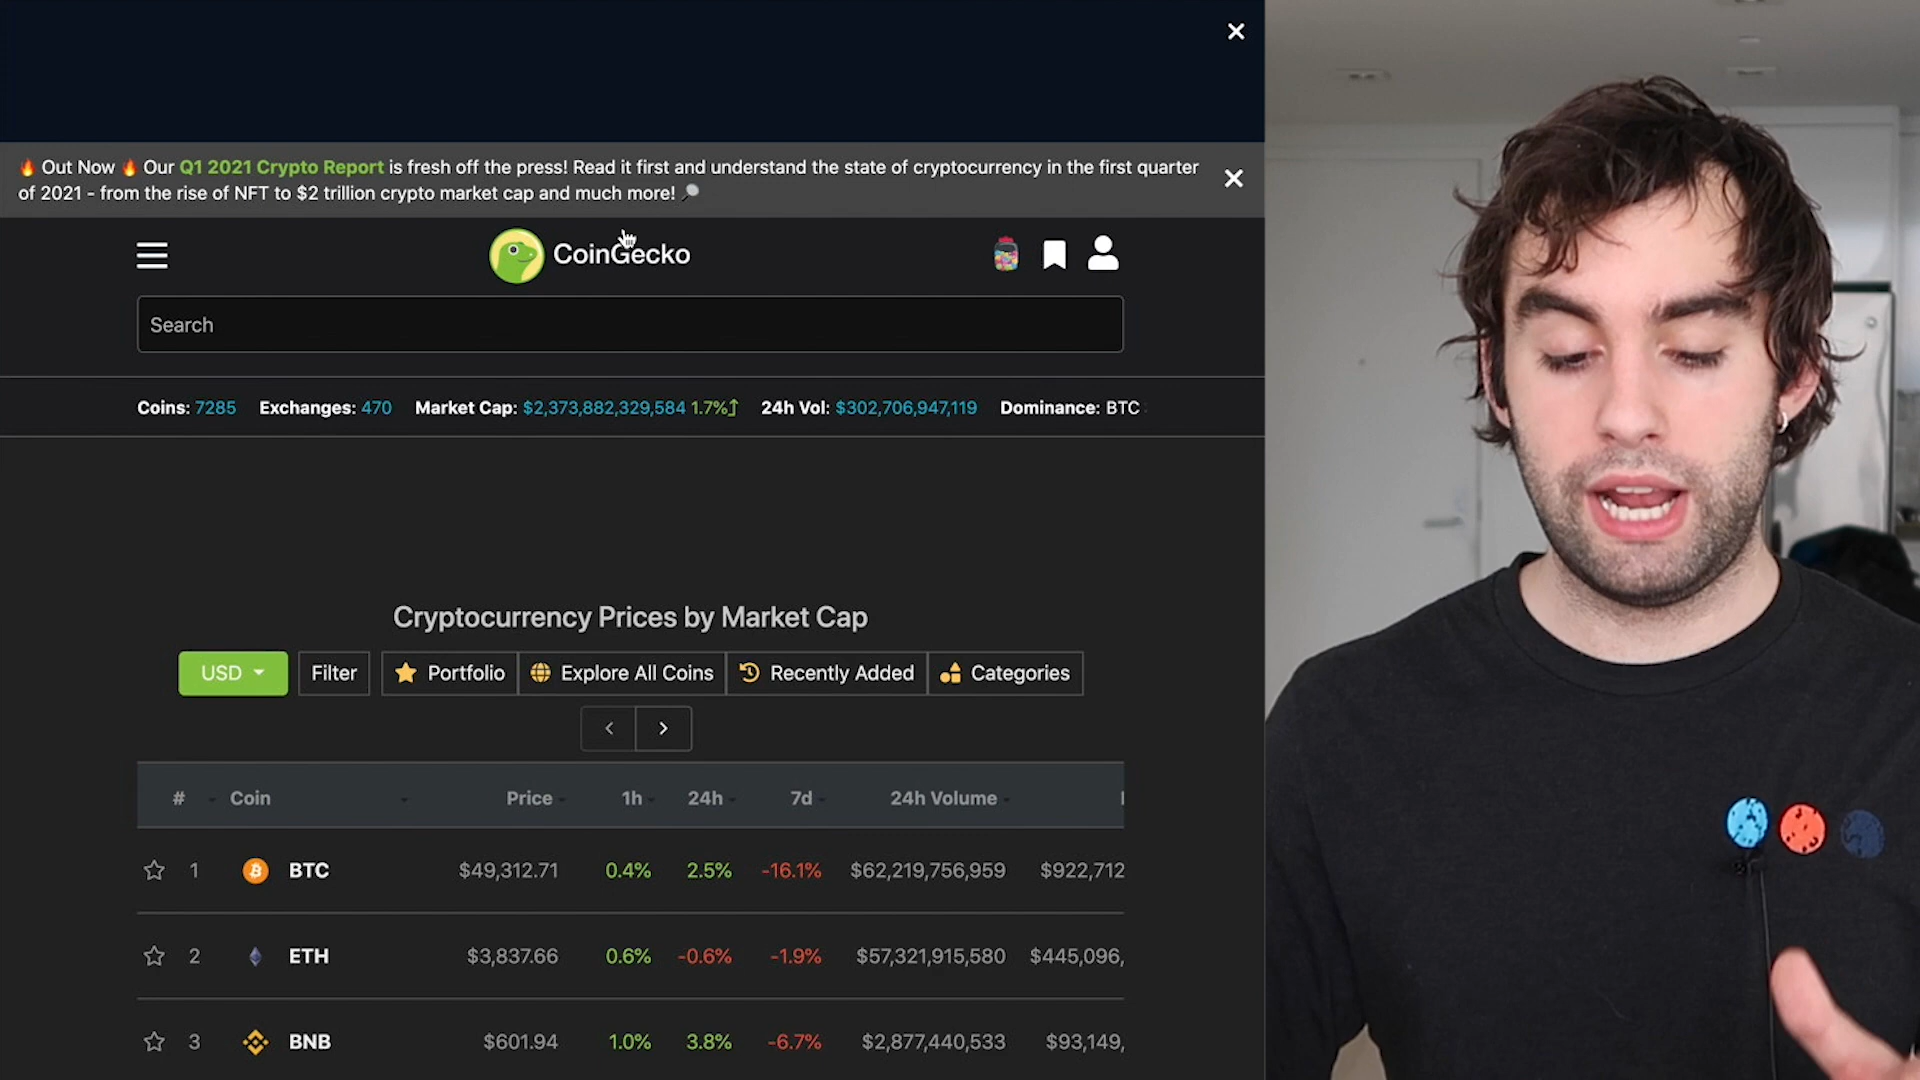 🔥 Out Now 🔥 Our Q1 2021 Crypto Report is fresh off the press! Read it first and understand the state of cryptocurrency in the first quarter
of 2021 - from the rise of NFT to $2 trillion crypto market cap and much more! 🔎
CoinGecko
Search
Coins: 7285 Exchanges: 470 Market Cap: $2,373,882,329,584 1.7% 24h Vol: $302,706,947,119 Dominance: BTC
Cryptocurrency Prices by Market Cap
USD Filter Portfolio Explore All Coins Recently Added Categories
# Coin Price 1h 24h 7d 24h Volume
1 BTC $49,312.71 0.4% 2.5% -16.1% $62,219,756,959 $922,712
2 ETH $3,837.66 0.6% -0.6% -1.9% $57,321,915,580 $445,096,
3 BNB $601.94 1.0% 3.8% -6.7% $2,877,440,533 $93,149,